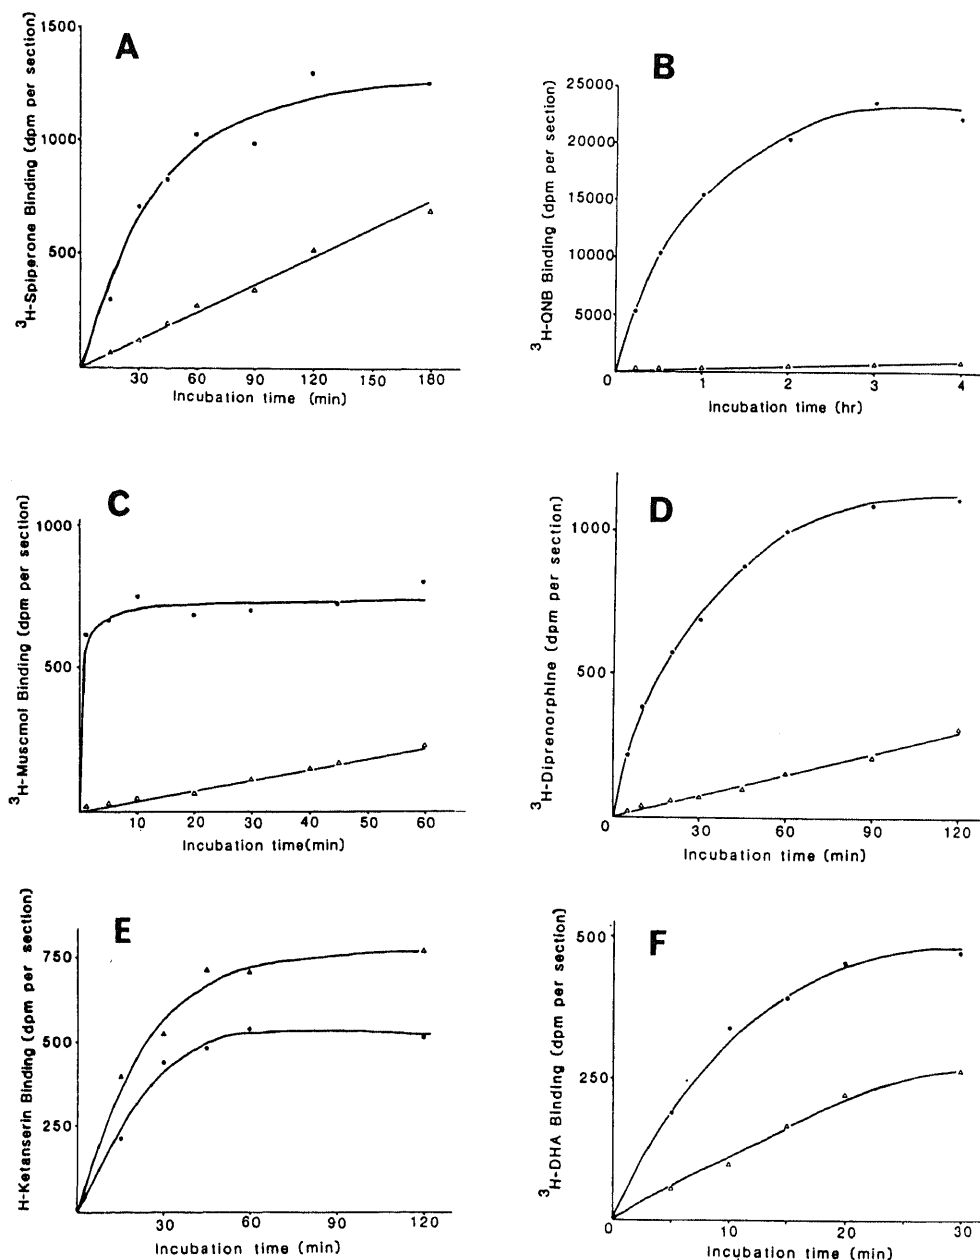 A
³H-Spiperone Binding (dpm per section)
1500
1000
500
30 60 90 120 150 180
Incubation time (min)
B
³H-QNB Binding (dpm per section)
25000
20000
15000
10000
5000
1 2 3 4
Incubation time (hr)
C
³H-Muscmol Binding (dpm per section)
1000
500
10 20 30 40 50 60
Incubation time(min)
D
³H-Diprenorphine (dpm per section)
1000
500
0
30 60 90 120
Incubation time (min)
E
H-Ketanserin Binding (dpm per section)
750
500
250
30 60 90 120
Incubation time (min)
F
³H-DHA Binding (dpm per section)
500
250
0 10 20 30
Incubation time (min)